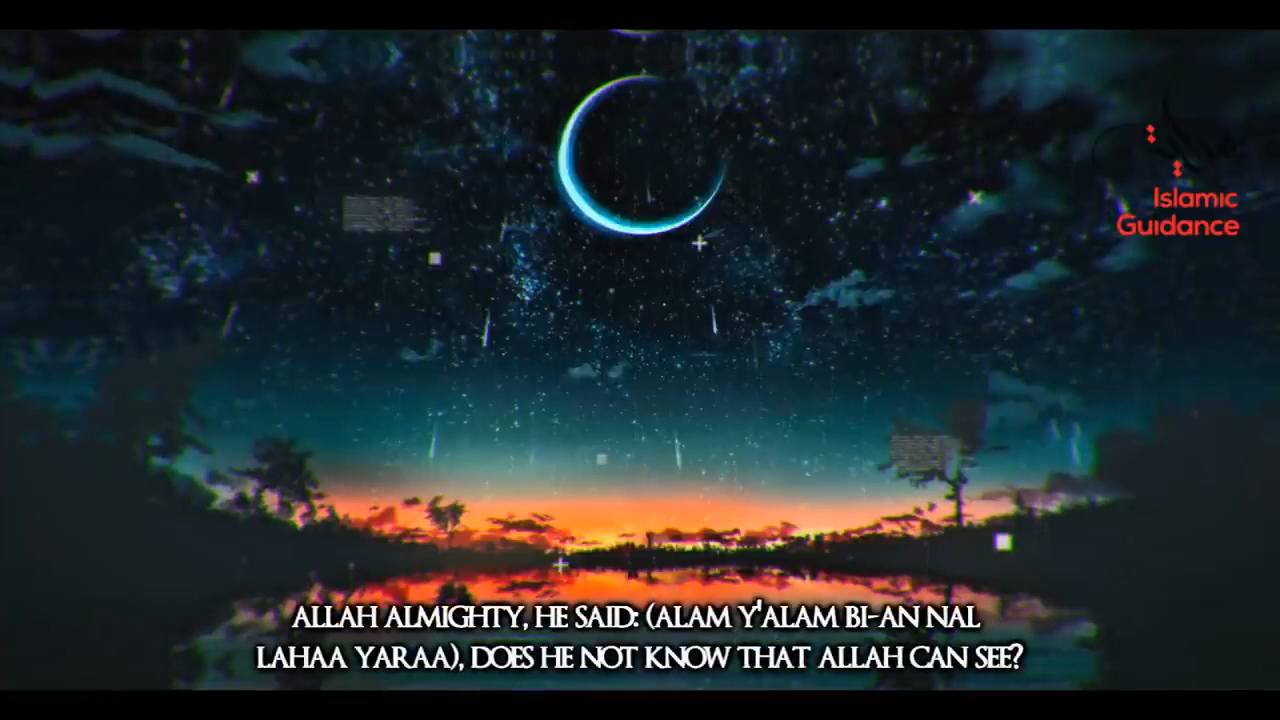 Islamic
Guidance
ALLAH ALMIGHTY, HE SAID: (ALAM Y'ALAM BI-AN NAL
LAHAA YARAA), DOES HE NOT KNOW THAT ALLAH CAN SEE?